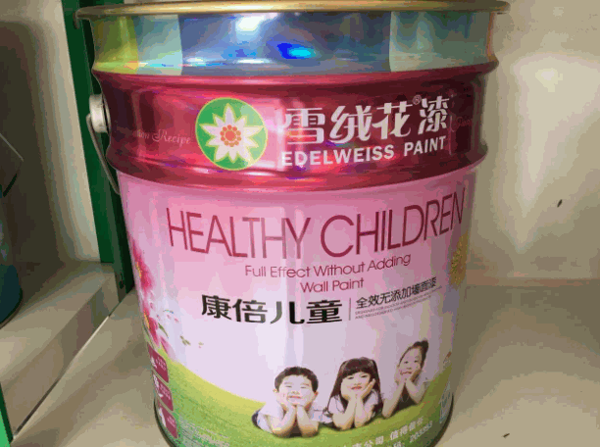 雪绒花漆®
EDELWEISS PAINT
Recipe
HEALTHY CHILDREN
Full Effect Without Adding
Wall Paint
康倍儿童 全效无添加墙面漆